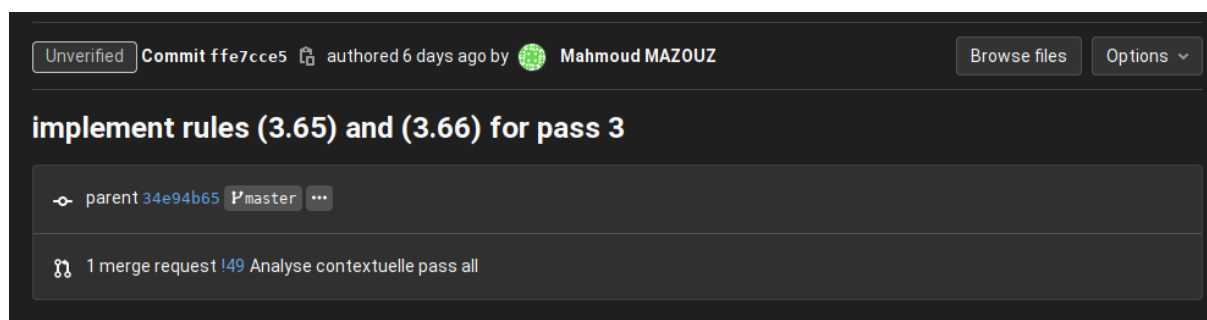 Unverified Commit ffe7cce5 authored 6 days ago by Mahmoud MAZOUZ Browse files Options
implement rules (3.65) and (3.66) for pass 3
parent 34e94b65 master ···
1 merge request !49 Analyse contextuelle pass all